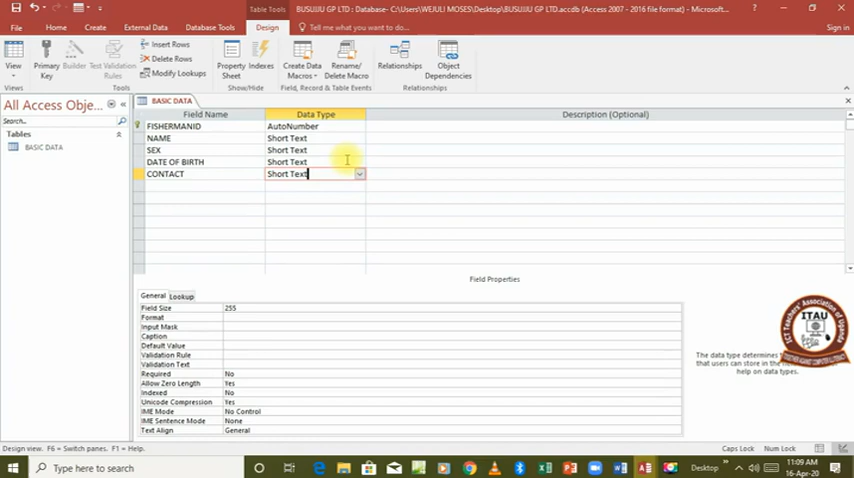 Table Tools
BUSUJJU GP LTD : Database- C:\Users\WEJULI MOSES\Desktop\BUSUJJU GP LTD.accdb (Access 2007 - 2016 file format) - Microsoft...
File Home Create External Data Database Tools Design Tell me what you want to do...
Sign in
View
Primary Key
Builder
Test Validation Rules
Insert Rows
Delete Rows
Modify Lookups
Property Sheet
Indexes
Create Data Macros
Rename/ Delete Macro
Relationships
Object Dependencies
Views
Tools
Show/Hide
Field, Record & Table Events
Relationships
All Access Obje...
Search...
Tables
BASIC DATA
BASIC DATA
Field Name Data Type Description (Optional)
FISHERMANID AutoNumber
NAME Short Text
SEX Short Text
DATE OF BIRTH Short Text
CONTACT Short Text
Field Properties
General Lookup
Field Size 255
Format
Input Mask
Caption
Default Value
Validation Rule
Validation Text
Required No
Allow Zero Length Yes
Indexed No
Unicode Compression Yes
IME Mode No Control
IME Sentence Mode None
Text Align General
The data type determines
that users can store in the
help on data types.
ITAU
Design view. F6 = Switch panels. F1 = Help.
Caps Lock Num Lock
Type here to search
Desktop
11:09 AM
16-Apr-20